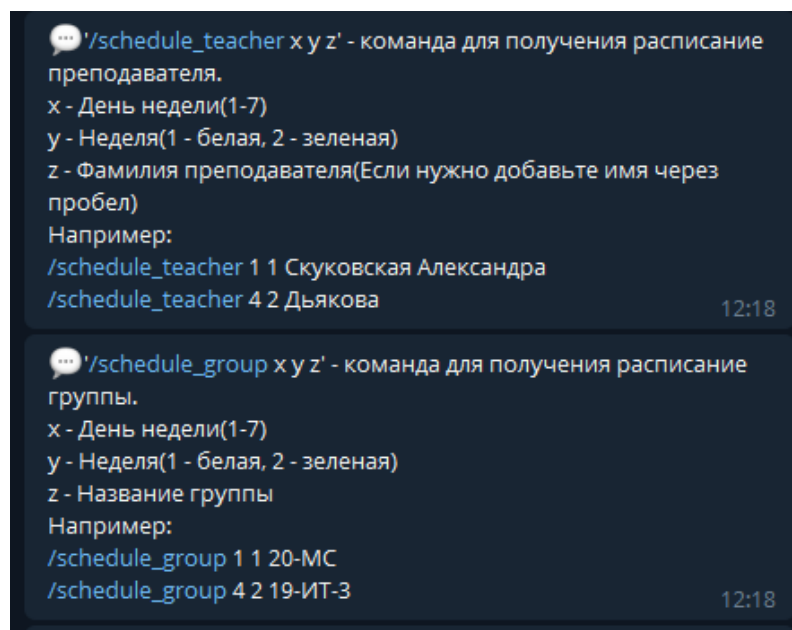 💬'/schedule_teacher x y z' - команда для получения расписание
преподавателя.
x - День недели(1-7)
y - Неделя(1 - белая, 2 - зеленая)
z - Фамилия преподавателя(Если нужно добавьте имя через
пробел)
Например:
/schedule_teacher 1 1 Скуковская Александра
/schedule_teacher 4 2 Дьякова
12:18
💬'/schedule_group x y z' - команда для получения расписание
группы.
x - День недели(1-7)
y - Неделя(1 - белая, 2 - зеленая)
z - Название группы
Например:
/schedule_group 1 1 20-МС
/schedule_group 4 2 19-ИТ-3
12:18